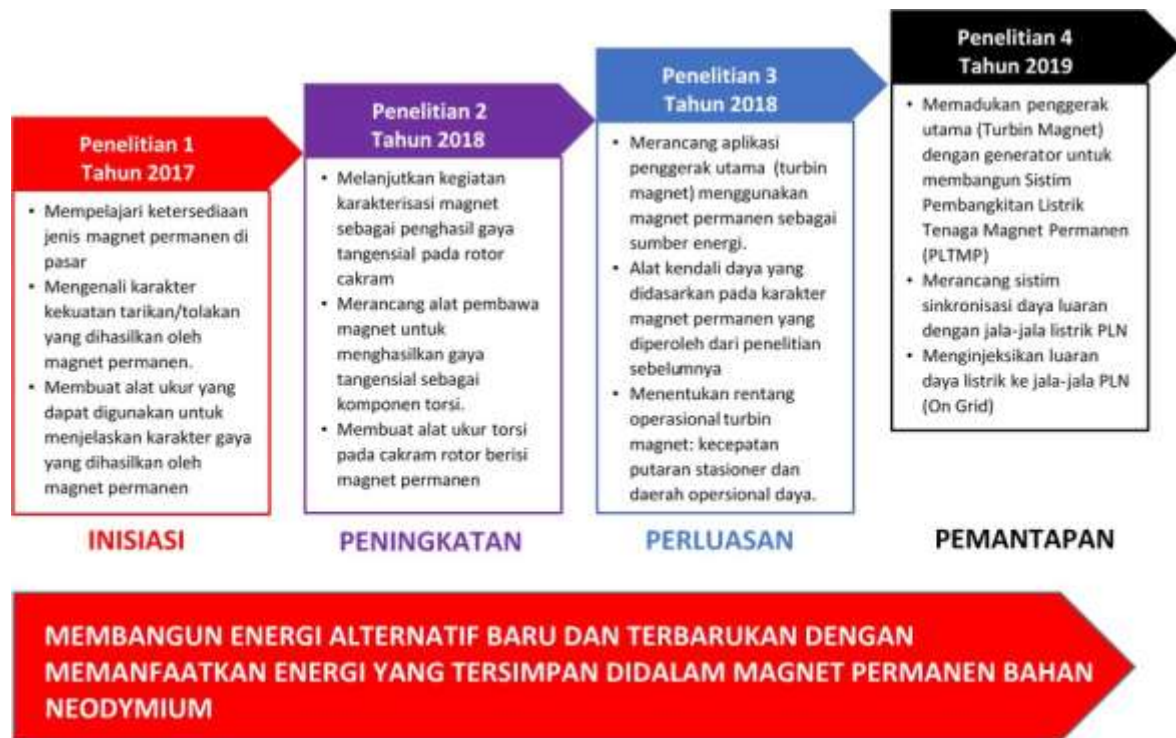 Penelitian 1
Tahun 2017
• Mempelajari ketersediaan
jenis magnet permanen di
pasar
• Mengenali karakter
kekuatan tarikan/tolakan
yang dihasilkan oleh
magnet permanen.
• Membuat alat ukur yang
dapat digunakan untuk
menjelaskan karakter gaya
yang dihasilkan oleh
magnet permanen
INISIASI
Penelitian 2
Tahun 2018
• Melanjutkan kegiatan
karakterisasi magnet
sebagai penghasil gaya
tangensial pada rotor
cakram
• Merancang alat pembawa
magnet untuk
menghasilkan gaya
tangensial sebagai
komponen torsi.
• Membuat alat ukur torsi
pada cakram rotor berisi
magnet permanen
PENINGKATAN
Penelitian 3
Tahun 2018
• Merancang aplikasi
penggerak utama (turbin
magnet) menggunakan
magnet permanen sebagai
sumber energi.
• Alat kendali daya yang
didasarkan pada karakter
magnet permanen yang
diperoleh dari penelitian
sebelumnya
• Menentukan rentang
operasional turbin
magnet: kecepatan
putaran stasioner dan
daerah opersional daya.
PERLUASAN
Penelitian 4
Tahun 2019
• Memadukan penggerak
utama (Turbin Magnet)
dengan generator untuk
membangun Sistim
Pembangkitan Listrik
Tenaga Magnet Permanen
(PLTMP)
• Merancang sistim
sinkronisasi daya luaran
dengan jala-jala listrik PLN
• Menginjeksikan luaran
daya listrik ke jala-jala PLN
(On Grid)
PEMANTAPAN
MEMBANGUN ENERGI ALTERNATIF BARU DAN TERBARUKAN DENGAN
MEMANFAATKAN ENERGI YANG TERSIMPAN DIDALAM MAGNET PERMANEN BAHAN
NEODYMIUM